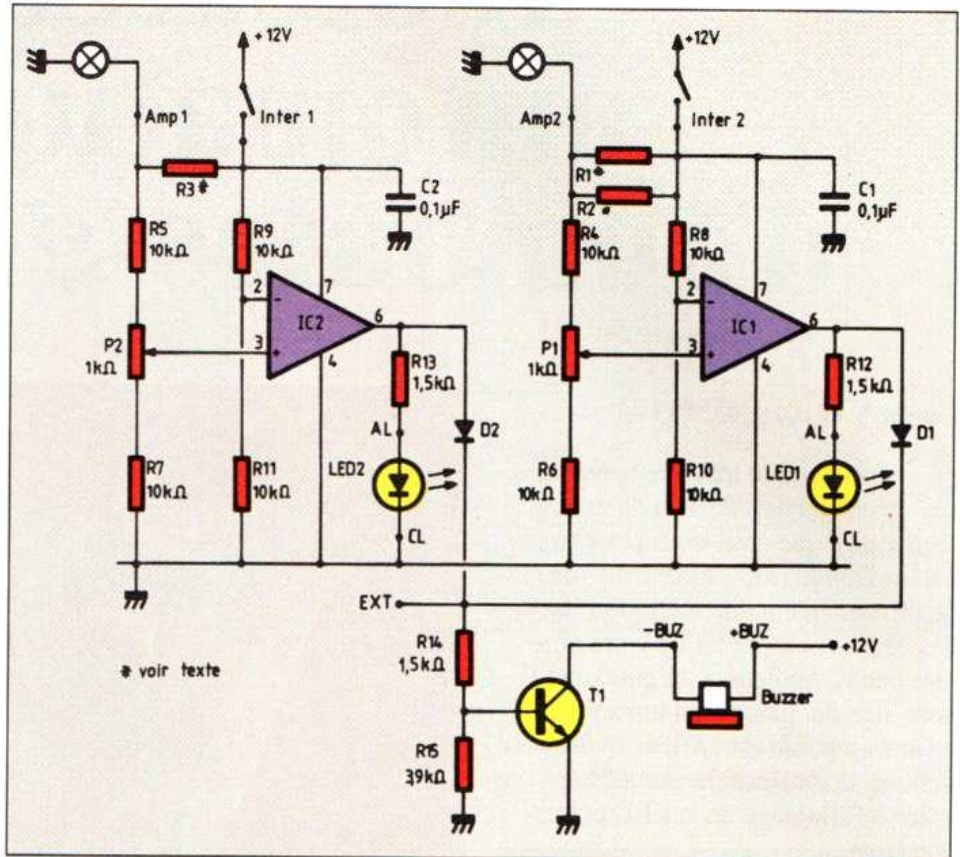 +12V
Amp 1
Inter 1
R3*
C2
0,1µF
R5
10kΩ
R9
10kΩ
2
-
7
IC2
6
3
+
4
P2
1kΩ
R13
1,5kΩ
AL
D2
LED2
R7
10kΩ
R11
10kΩ
CL
+12V
Amp2
Inter 2
R1*
R2*
C1
0,1µF
R4
10kΩ
R8
10kΩ
2
-
7
IC1
6
3
+
4
P1
1kΩ
R12
1,5kΩ
AL
D1
LED1
R6
10kΩ
R10
10kΩ
CL
EXT
R14
1,5kΩ
-BUZ
+BUZ
+12V
T1
Buzzer
R15
3,9kΩ
* voir texte